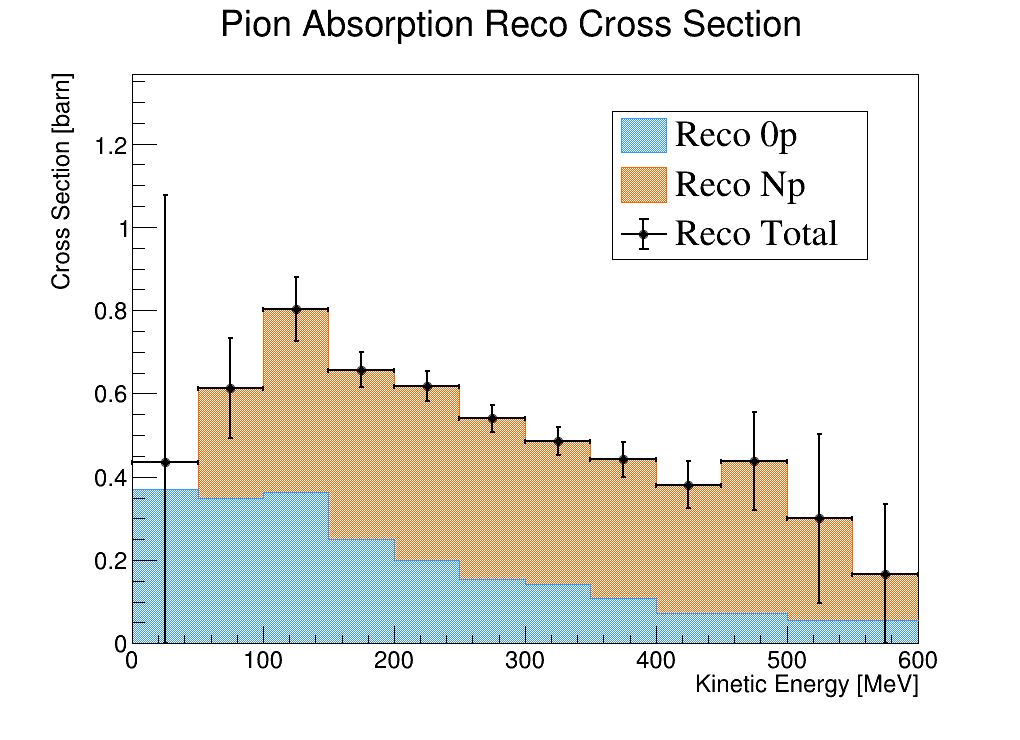 Pion Absorption Reco Cross Section
Cross Section [barn]
1.2
1
0.8
0.6
0.4
0.2
0
Reco 0p
Reco Np
Reco Total
0 100 200 300 400 500 600
Kinetic Energy [MeV]